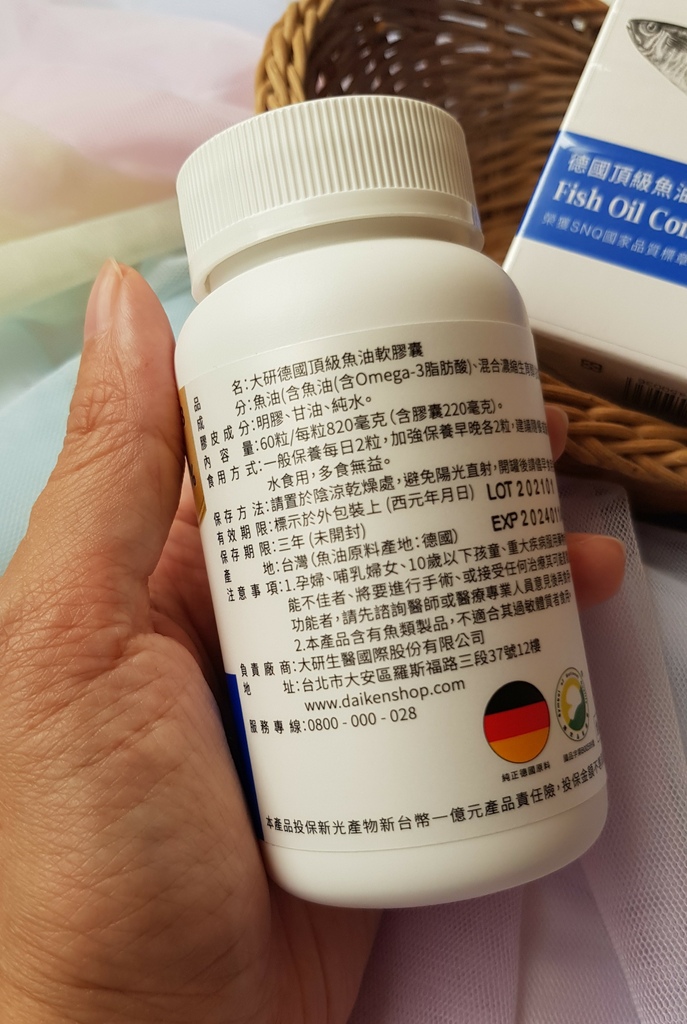 德國頂級魚油
Fish Oil Con
榮獲SNQ國家品質標章
品 名:大研德國頂級魚油軟膠囊
成 分:魚油(含魚油(含Omega-3脂肪酸)、混合濃縮生育醇
膠皮成分:明膠、甘油、純水。
內 容 量:60粒/每粒820毫克(含膠囊220毫克)。
食用方式:一般保養每日2粒,加強保養早晚各2粒,建議隨餐
水食用,多食無益。
保存方法:請置於陰涼乾燥處,避免陽光直射,開罐後請儘早
有效期限:標示於外包裝上(西元年月日) LOT 202101
保存期限:三年(未開封) EXP 202401
產 地:台灣(魚油原料產地:德國)
注意事項:1.孕婦、哺乳婦女、10歲以下孩童、重大疾病
能不佳者、將要進行手術、或接受任何治療其可能
功能者,請先諮詢醫師或醫療專業人員意見後再
2.本產品含有魚類製品,不適合其過敏體質者食用
負責廠商:大研生醫國際股份有限公司
地 址:台北市大安區羅斯福路三段37號12樓
www.daikenshop.com
服務專線:0800-000-028
純正德國原料
本產品投保新光產物新台幣一億元產品責任險,投保金額